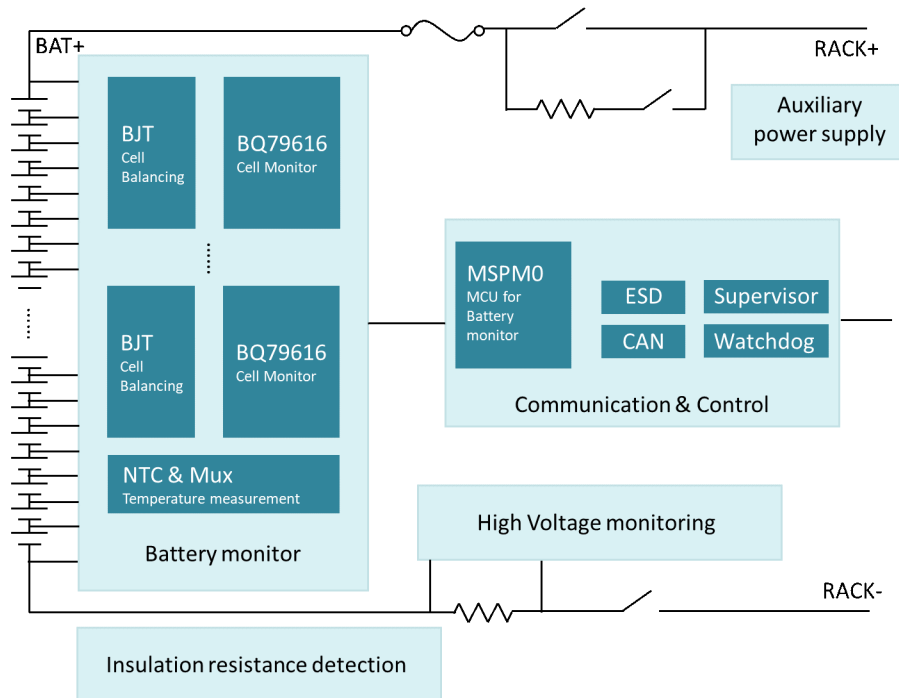 BAT+
RACK+
Auxiliary
power supply
BJT
Cell
Balancing
BQ79616
Cell Monitor
......
BJT
Cell
Balancing
BQ79616
Cell Monitor
NTC & Mux
Temperature measurement
Battery monitor
......
MSPM0
MCU for
Battery
monitor
ESD
Supervisor
CAN
Watchdog
Communication & Control
High Voltage monitoring
RACK-
Insulation resistance detection